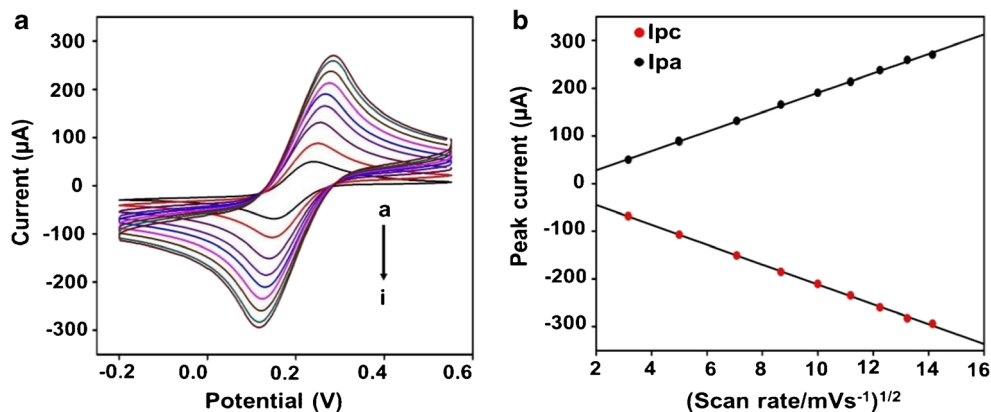 a
300
200
100
0
-100
-200
-300
Current (µA)
-0.2
0.0
0.2
0.4
0.6
Potential (V)
a
i
b
Ipc
Ipa
300
200
100
0
-100
-200
-300
Peak current (µA)
2
4
6
8
10
12
14
16
(Scan rate/mVs⁻¹)¹/²